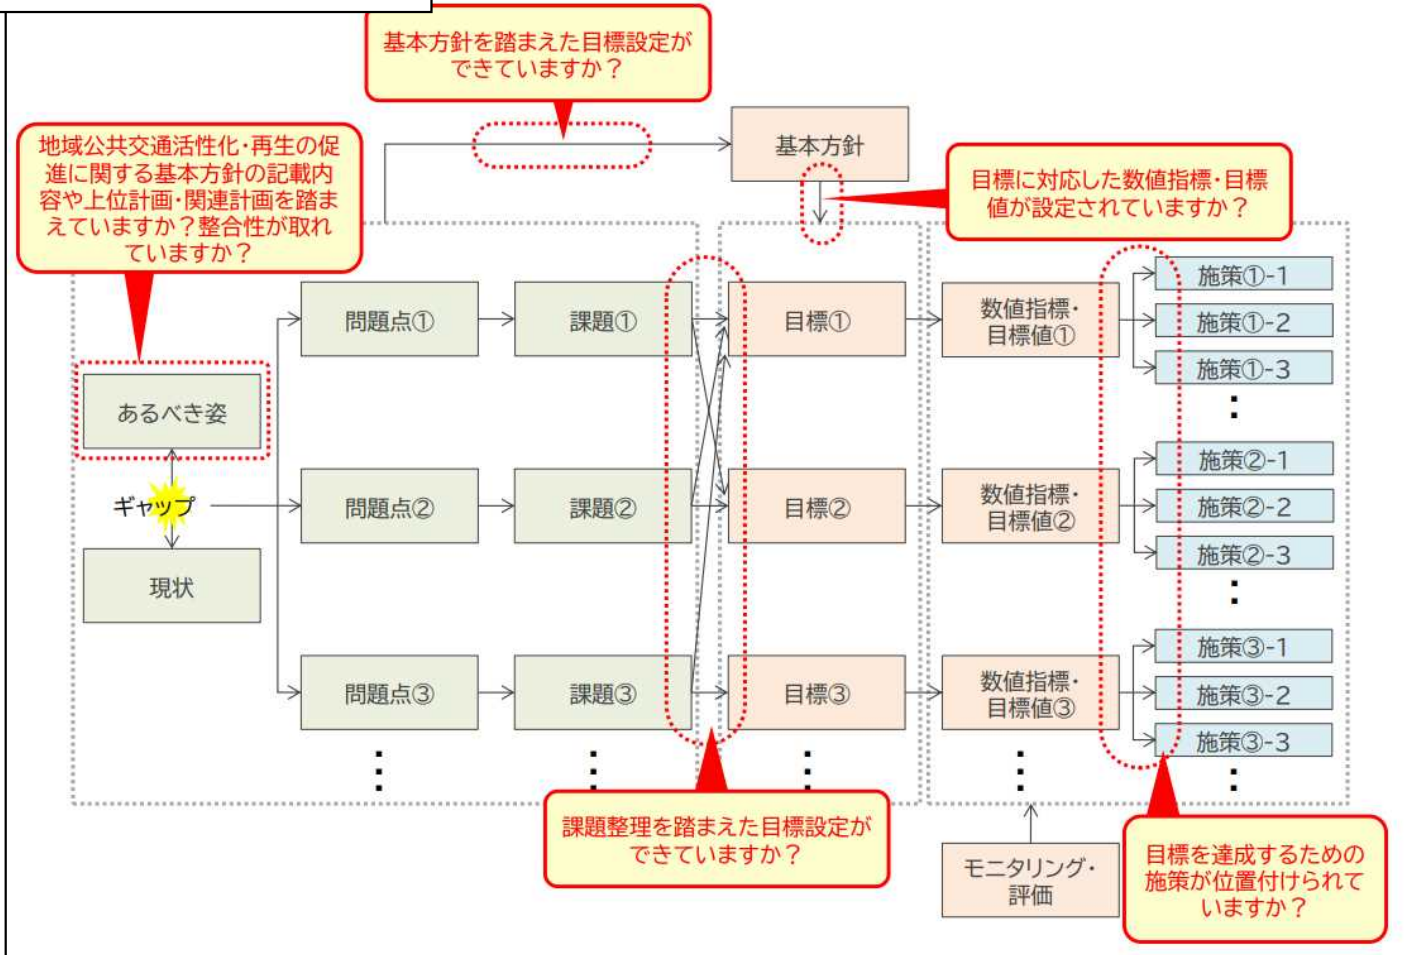 基本方針を踏まえた目標設定が
できていますか？
地域公共交通活性化･再生の促
進に関する基本方針の記載内
容や上位計画･関連計画を踏ま
えていますか？整合性が取れ
ていますか？
基本方針
目標に対応した数値指標･目標
値が設定されていますか？
問題点①
課題①
目標①
数値指標･
目標値①
施策①-1
施策①-2
施策①-3
あるべき姿
ギャップ
現状
問題点②
課題②
目標②
数値指標･
目標値②
施策②-1
施策②-2
施策②-3
問題点③
課題③
目標③
数値指標･
目標値③
施策③-1
施策③-2
施策③-3
課題整理を踏まえた目標設定が
できていますか？
モニタリング･
評価
目標を達成するための
施策が位置付けられて
いますか？